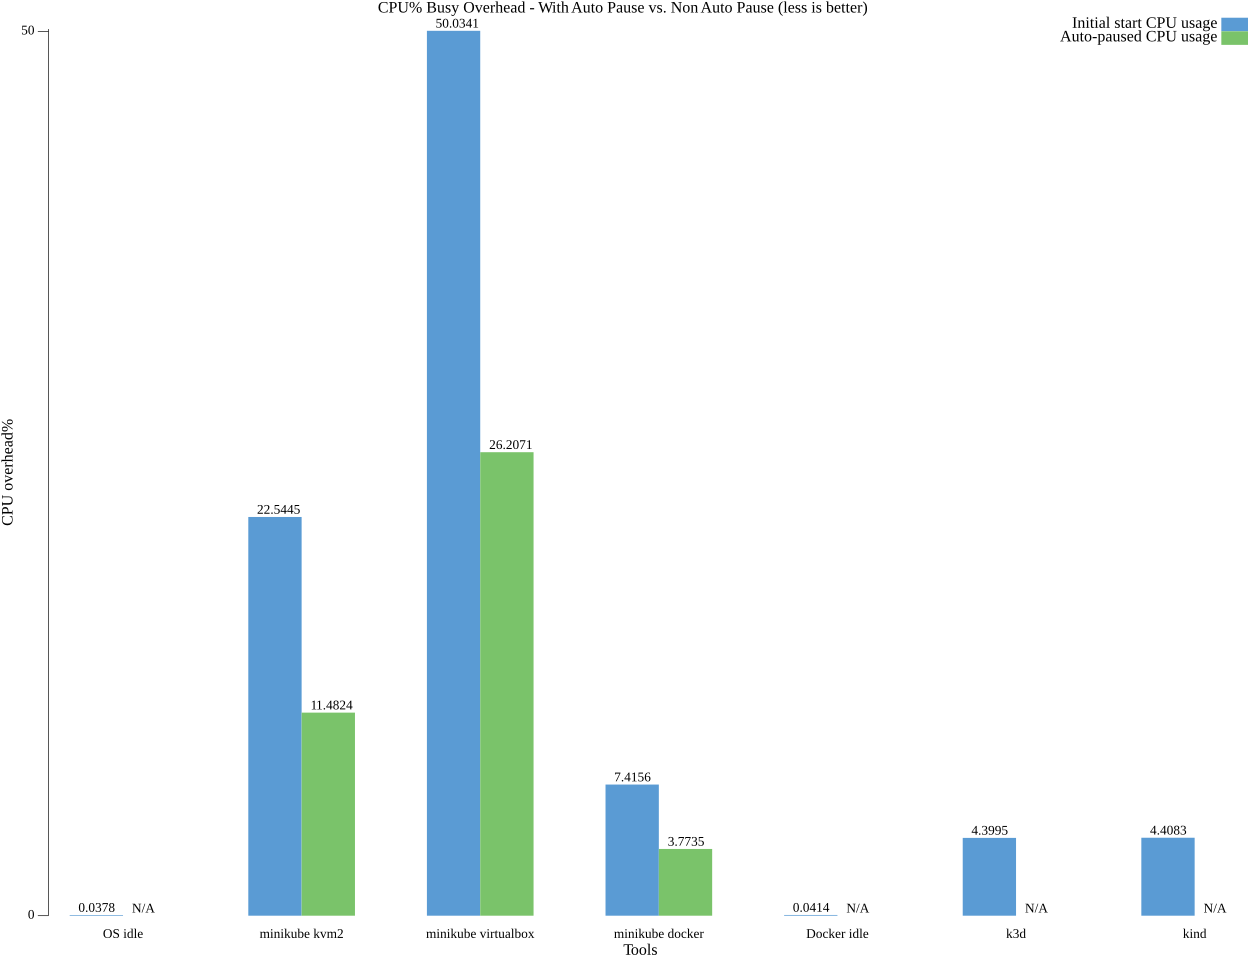 CPU% Busy Overhead - With Auto Pause vs. Non Auto Pause (less is better)
Initial start CPU usage
Auto-paused CPU usage
50
0
CPU overhead%
50.0341
26.2071
22.5445
11.4824
7.4156
3.7735
4.3995
N/A
4.4083
N/A
0.0378
N/A
0.0414
N/A
OS idle
minikube kvm2
minikube virtualbox
minikube docker
Docker idle
k3d
kind
Tools